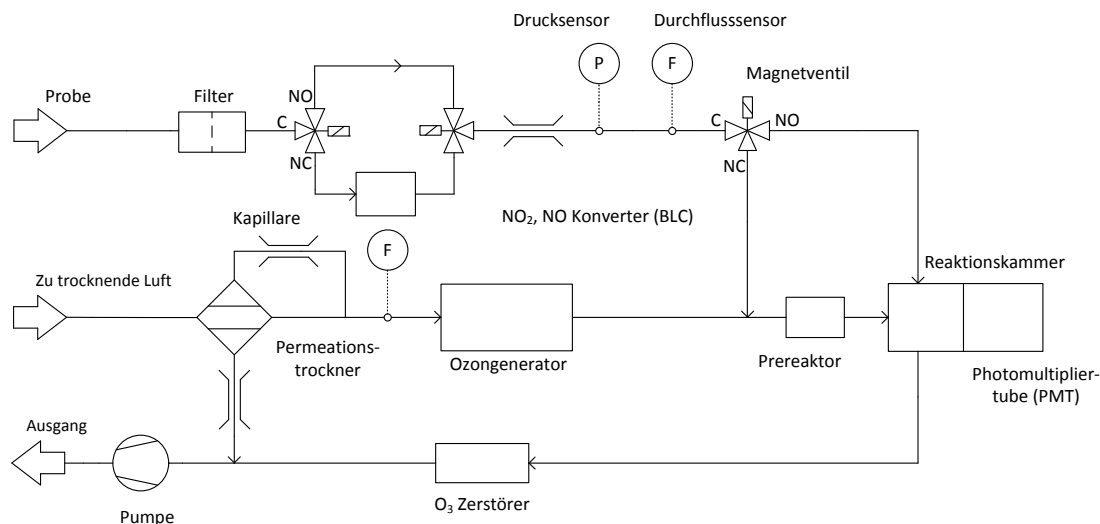 Drucksensor
Durchflusssensor
P
F
Magnetventil
Probe
Filter
NO
C
NC
C
NO
NC
NO₂, NO Konverter (BLC)
Kapillare
F
Zu trocknende Luft
Reaktionskammer
Permeations-
trockner
Ozongenerator
Prereaktor
Photomultiplier-
tube (PMT)
Ausgang
Pumpe
O₃ Zerstörer